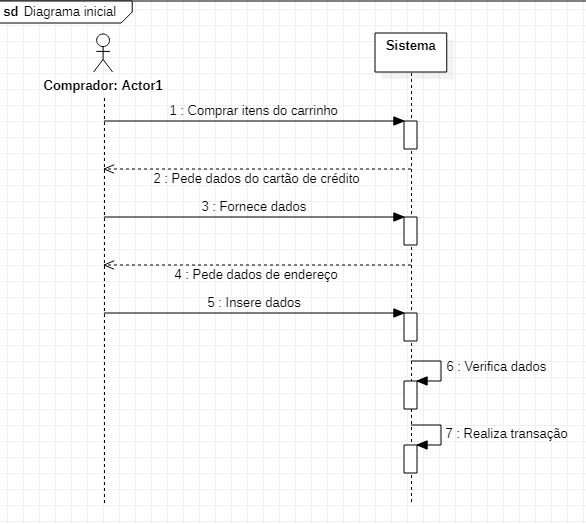 sd Diagrama inicial
Sistema
Comprador: Actor1
1 : Comprar itens do carrinho
2 : Pede dados do cartão de crédito
3 : Fornece dados
4 : Pede dados de endereço
5 : Insere dados
6 : Verifica dados
7 : Realiza transação